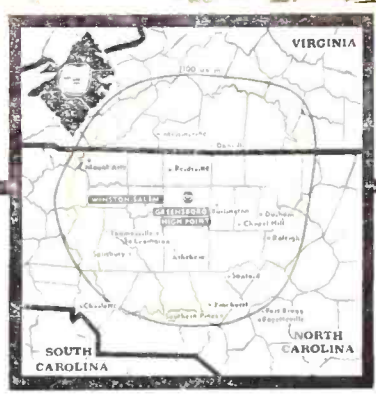 VIRGINIA
100 uv/m
Martinsville
Danville
Mount Airy
Reidsville
WINSTON-SALEM
GREENSBORO
HIGH POINT
Burlington
Durham
Chapel Hill
Thomasville
Lexington
Raleigh
Salisbury
Asheboro
Sanford
Charlotte
Pinehurst
Southern Pines
Fort Bragg
Fayetteville
NORTH
CAROLINA
SOUTH
CAROLINA